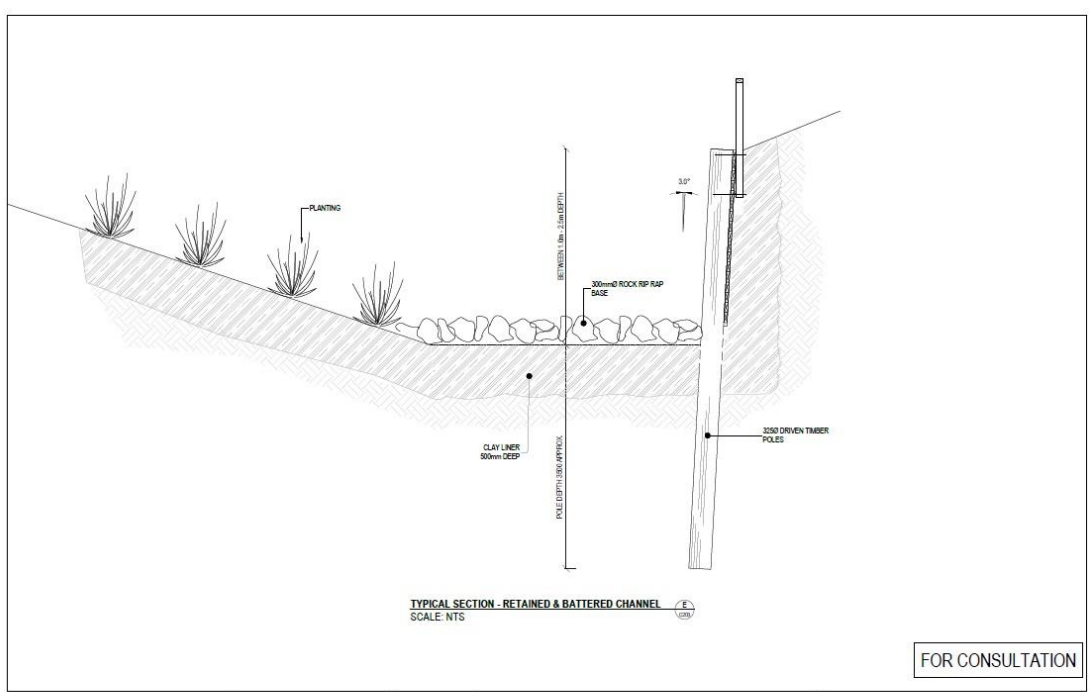 3.0°
PLANTING
BETWEEN 1.0m - 2.5m DEPTH
300mmØ ROCK RIP RAP
BASE
325Ø DRIVEN TIMBER
POLES
CLAY LINER
500mm DEEP
POLE DEPTH 3500 APPROX.
TYPICAL SECTION - RETAINED & BATTERED CHANNEL
E
SCALE: NTS
FOR CONSULTATION